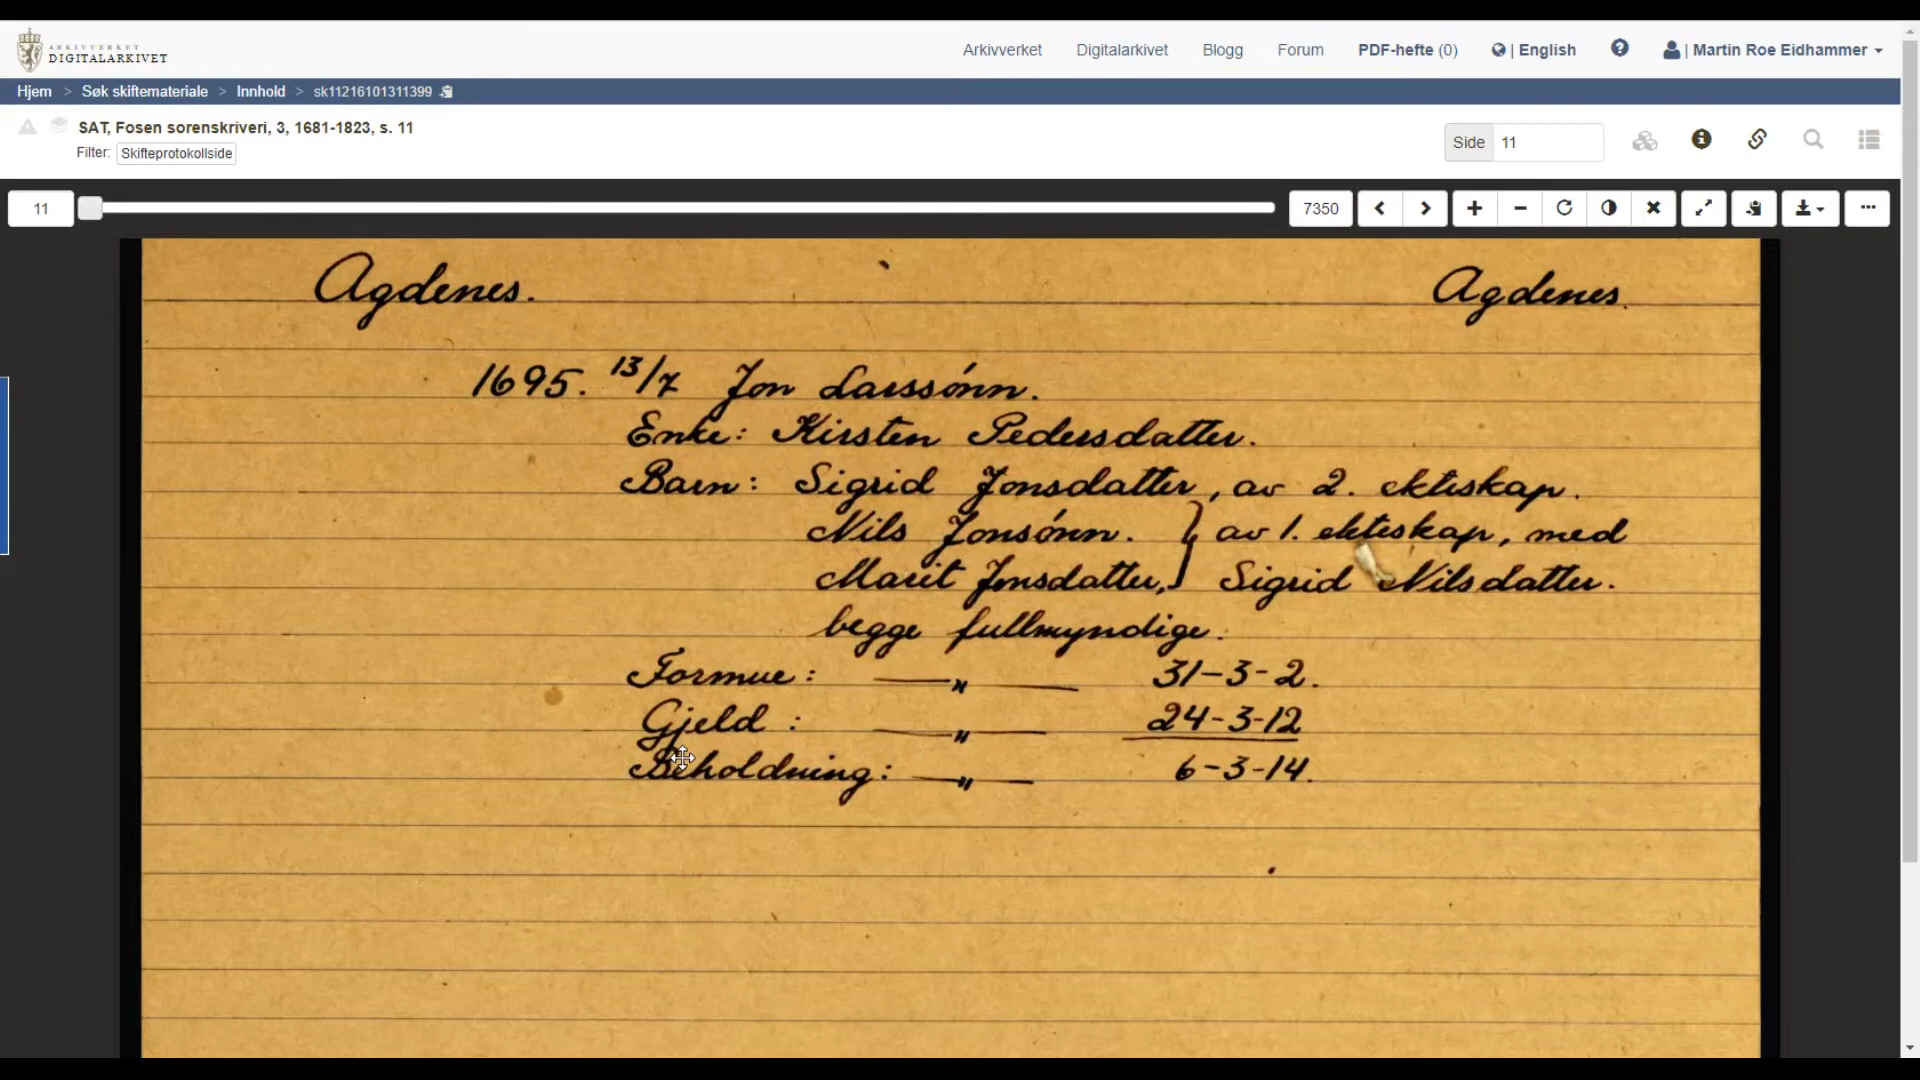 ARKIVVERKET
DIGITALARKIVET
Arkivverket Digitalarkivet Blogg Forum PDF-hefte (0) | English | Martin Roe Eidhammer
Hjem > Søk skiftemateriale > Innhold > sk11216101311399
SAT, Fosen sorenskriveri, 3, 1681-1823, s. 11
Filter: Skifteprotokollside
Side 11
11 7350
Agdenes. Agdenes.
1695. 13/7 Jon Larssónn.
Enke: Kirsten Pedersdatter.
Barn: Sigrid Jonsdatter, av 2. ekteskap.
Nils Jonsónn. } av 1. ekteskap, med
Marit Jonsdatter, Sigrid Nilsdatter.
begge fullmyndige.
Formue: —"— 31-3-2.
Gjeld: —"— 24-3-12
Beholdning: —"— 6-3-14.